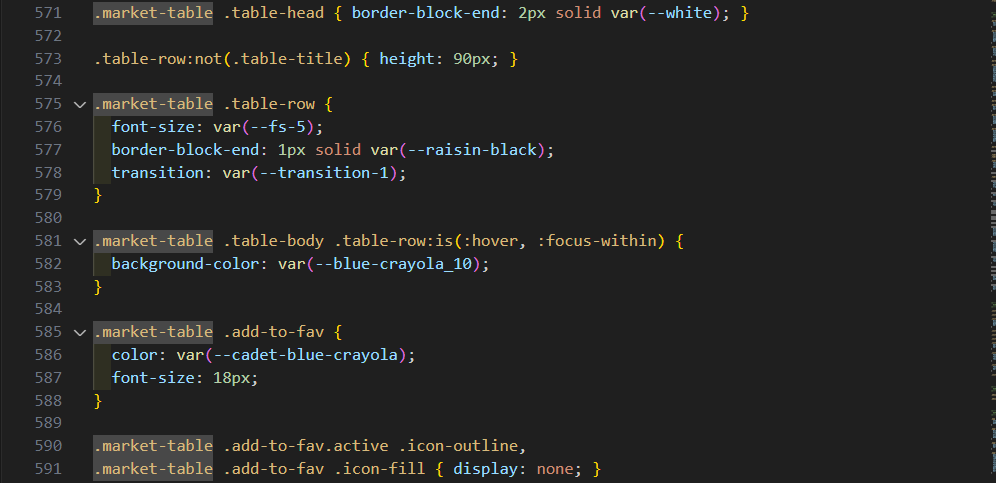 571 .market-table .table-head { border-block-end: 2px solid var(--white); }
572
573 .table-row:not(.table-title) { height: 90px; }
574
575 .market-table .table-row {
576 font-size: var(--fs-5);
577 border-block-end: 1px solid var(--raisin-black);
578 transition: var(--transition-1);
579 }
580
581 .market-table .table-body .table-row:is(:hover, :focus-within) {
582 background-color: var(--blue-crayola_10);
583 }
584
585 .market-table .add-to-fav {
586 color: var(--cadet-blue-crayola);
587 font-size: 18px;
588 }
589
590 .market-table .add-to-fav.active .icon-outline,
591 .market-table .add-to-fav .icon-fill { display: none; }